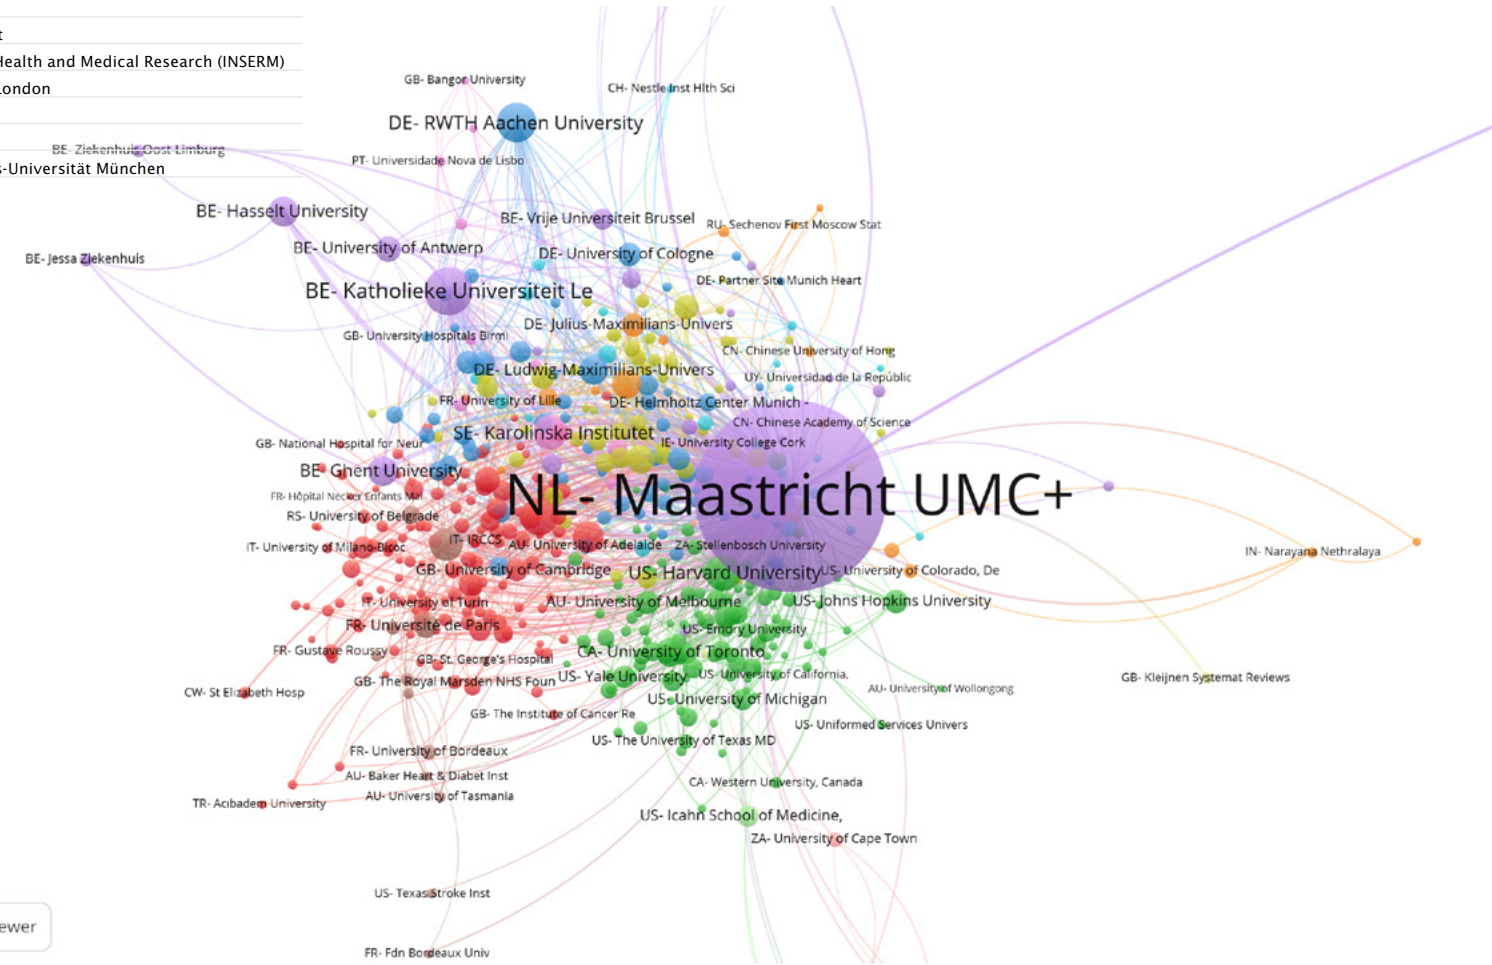 t
Health and Medical Research (INSERM)
London
s-Universität München
GB- Bangor University
CH- Nestle Inst Hlth Sci
DE- RWTH Aachen University
BE- Ziekenhuis Oost-Limburg
PT- Universidade Nova de Lisbo
BE- Hasselt University
BE- Vrije Universiteit Brussel
RU- Sechenov First Moscow Stat
BE- University of Antwerp
DE- University of Cologne
BE- Jessa Ziekenhuis
DE- Partner Site Munich Heart
BE- Katholieke Universiteit Le
DE- Julius-Maximilians-Univers
GB- University Hospitals Birmi
CN- Chinese University of Hong
DE- Ludwig-Maximilians-Univers
UY- Universidad de la Repúblic
FR- University of Lille
DE- Helmholtz Center Munich -
CN- Chinese Academy of Science
SE- Karolinska Institutet
IE- University College Cork
GB- National Hospital for Neur
BE- Ghent University
NL- Maastricht UMC+
FR- Hôpital Necker Enfants Mal
RS- University of Belgrade
IT- University of Milano-Bicoc
IT- IRCCS
AU- University of Adelaide
ZA- Stellenbosch University
IN- Narayana Nethralaya
GB- University of Cambridge
US- Harvard University
US- University of Colorado, De
IT- University of Turin
AU- University of Melbourne
US- Johns Hopkins University
FR- Université de Paris
US- Emory University
FR- Gustave Roussy
GB- St. George's Hospital
CA- University of Toronto
GB- The Royal Marsden NHS Foun
US- Yale University
US- University of California,
GB- Kleijnen Systemat Reviews
CW- St Elizabeth Hosp
AU- University of Wollongong
US- University of Michigan
GB- The Institute of Cancer Re
US- Uniformed Services Univers
US- The University of Texas MD
FR- University of Bordeaux
AU- Baker Heart & Diabet Inst
CA- Western University, Canada
AU- University of Tasmania
TR- Acıbadem University
US- Icahn School of Medicine,
ZA- University of Cape Town
US- Texas Stroke Inst
ewer
FR- Fdn Bordeaux Univ